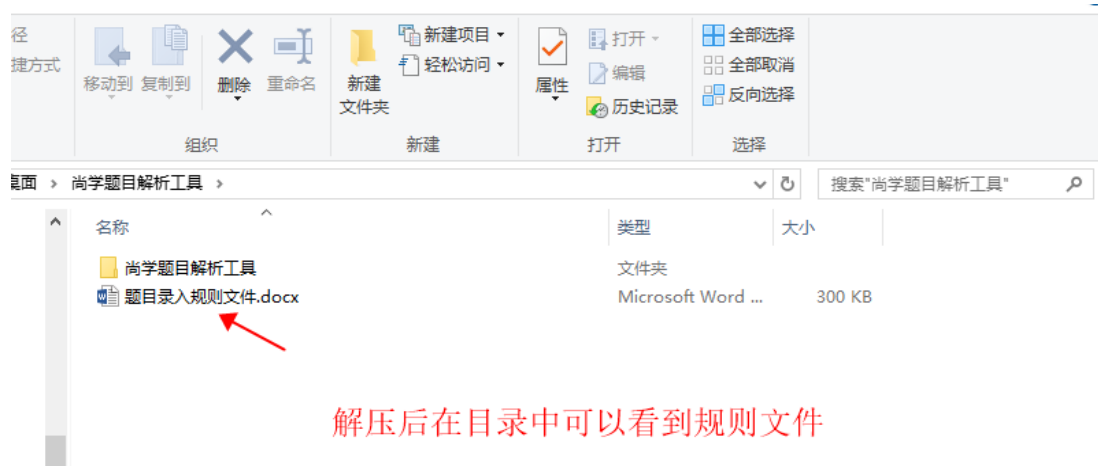 径
捷方式
移动到
复制到
删除
重命名
组织
新建
文件夹
新建项目
轻松访问
新建
属性
打开
编辑
历史记录
打开
全部选择
全部取消
反向选择
选择
桌面 › 尚学题目解析工具 ›
搜索"尚学题目解析工具"
名称 类型 大小
尚学题目解析工具 文件夹
题目录入规则文件.docx Microsoft Word ... 300 KB
解压后在目录中可以看到规则文件